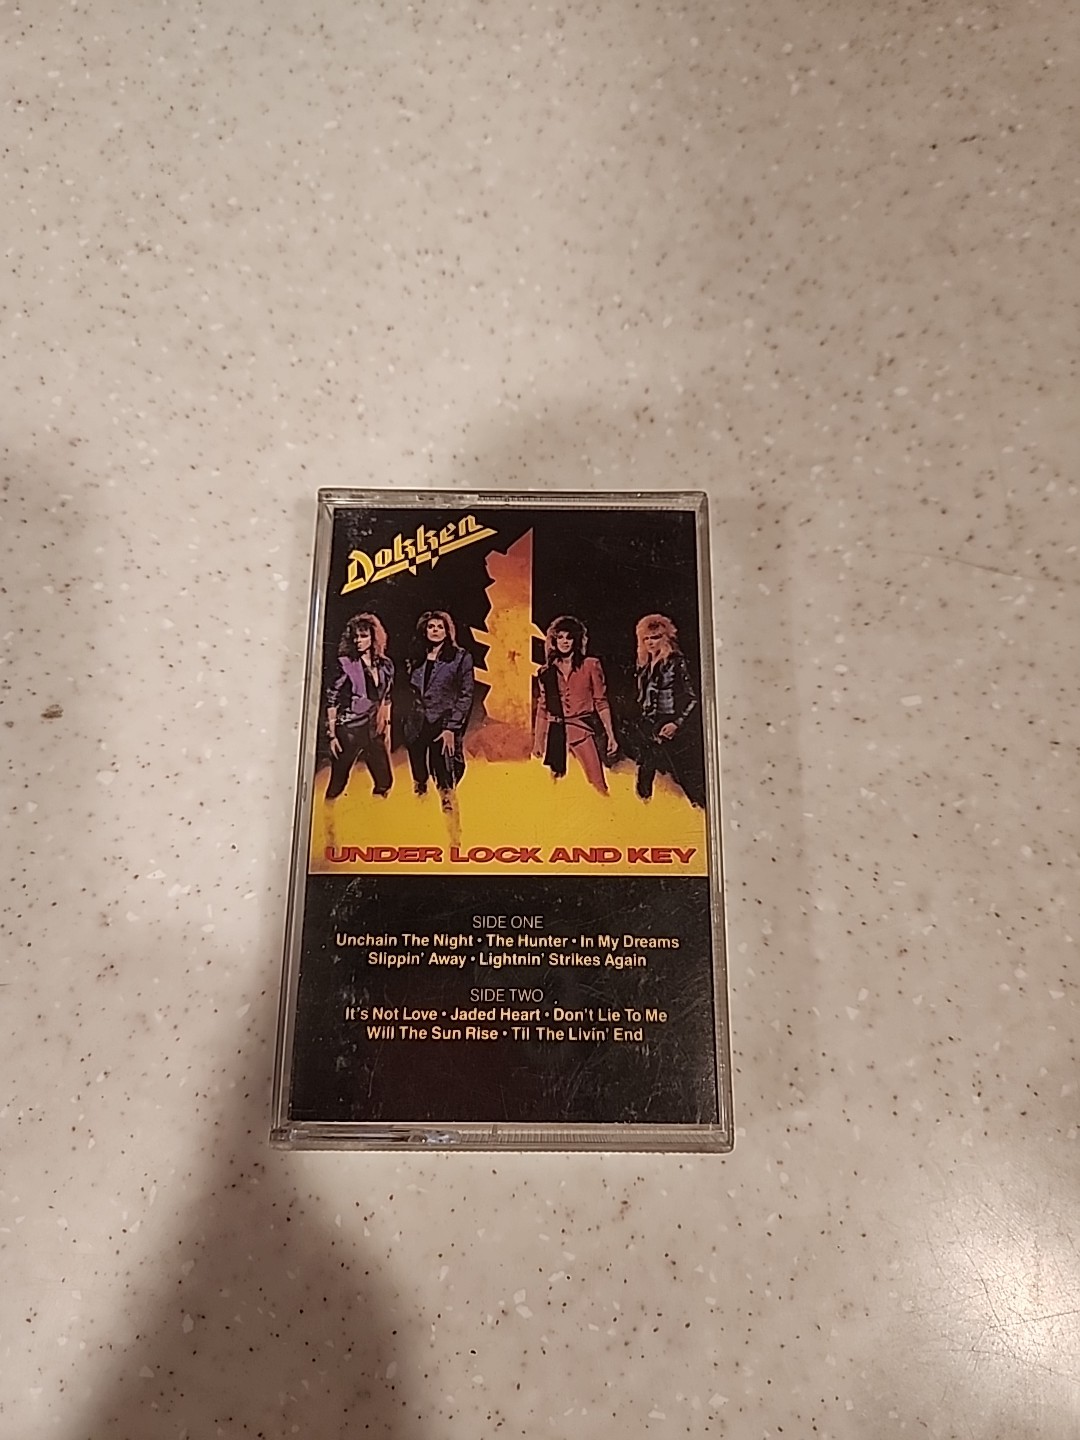 Dokken
UNDER LOCK AND KEY
SIDE ONE
Unchain The Night • The Hunter • In My Dreams
Slippin' Away • Lightnin' Strikes Again
SIDE TWO
It's Not Love • Jaded Heart • Don't Lie To Me
Will The Sun Rise • Til The Livin' End